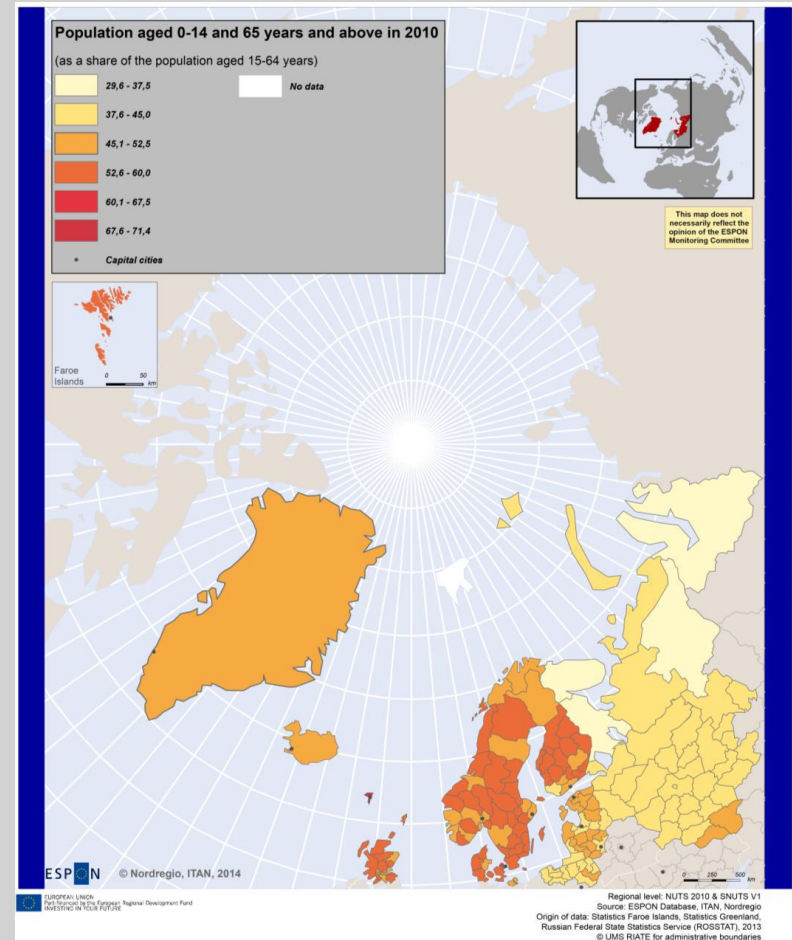 Population aged 0-14 and 65 years and above in 2010
(as a share of the population aged 15-64 years)
29,6 - 37,5
No data
37,6 - 45,0
45,1 - 52,5
52,6 - 60,0
60,1 - 67,5
67,6 - 71,4
Capital cities
This map does not
necessarily reflect the
opinion of the ESPON
Monitoring Committee
Faroe
Islands
0 50
km
0 250 500
km
ESPON
© Nordregio, ITAN, 2014
EUROPEAN UNION
Part-financed by the European Regional Development Fund
INVESTING IN YOUR FUTURE
Regional level: NUTS 2010 & SNUTS V1
Source: ESPON Database, ITAN, Nordregio
Origin of data: Statistics Faroe Islands, Statistics Greenland,
Russian Federal State Statistics Service (ROSSTAT), 2013
© UMS RIATE for administrative boundaries